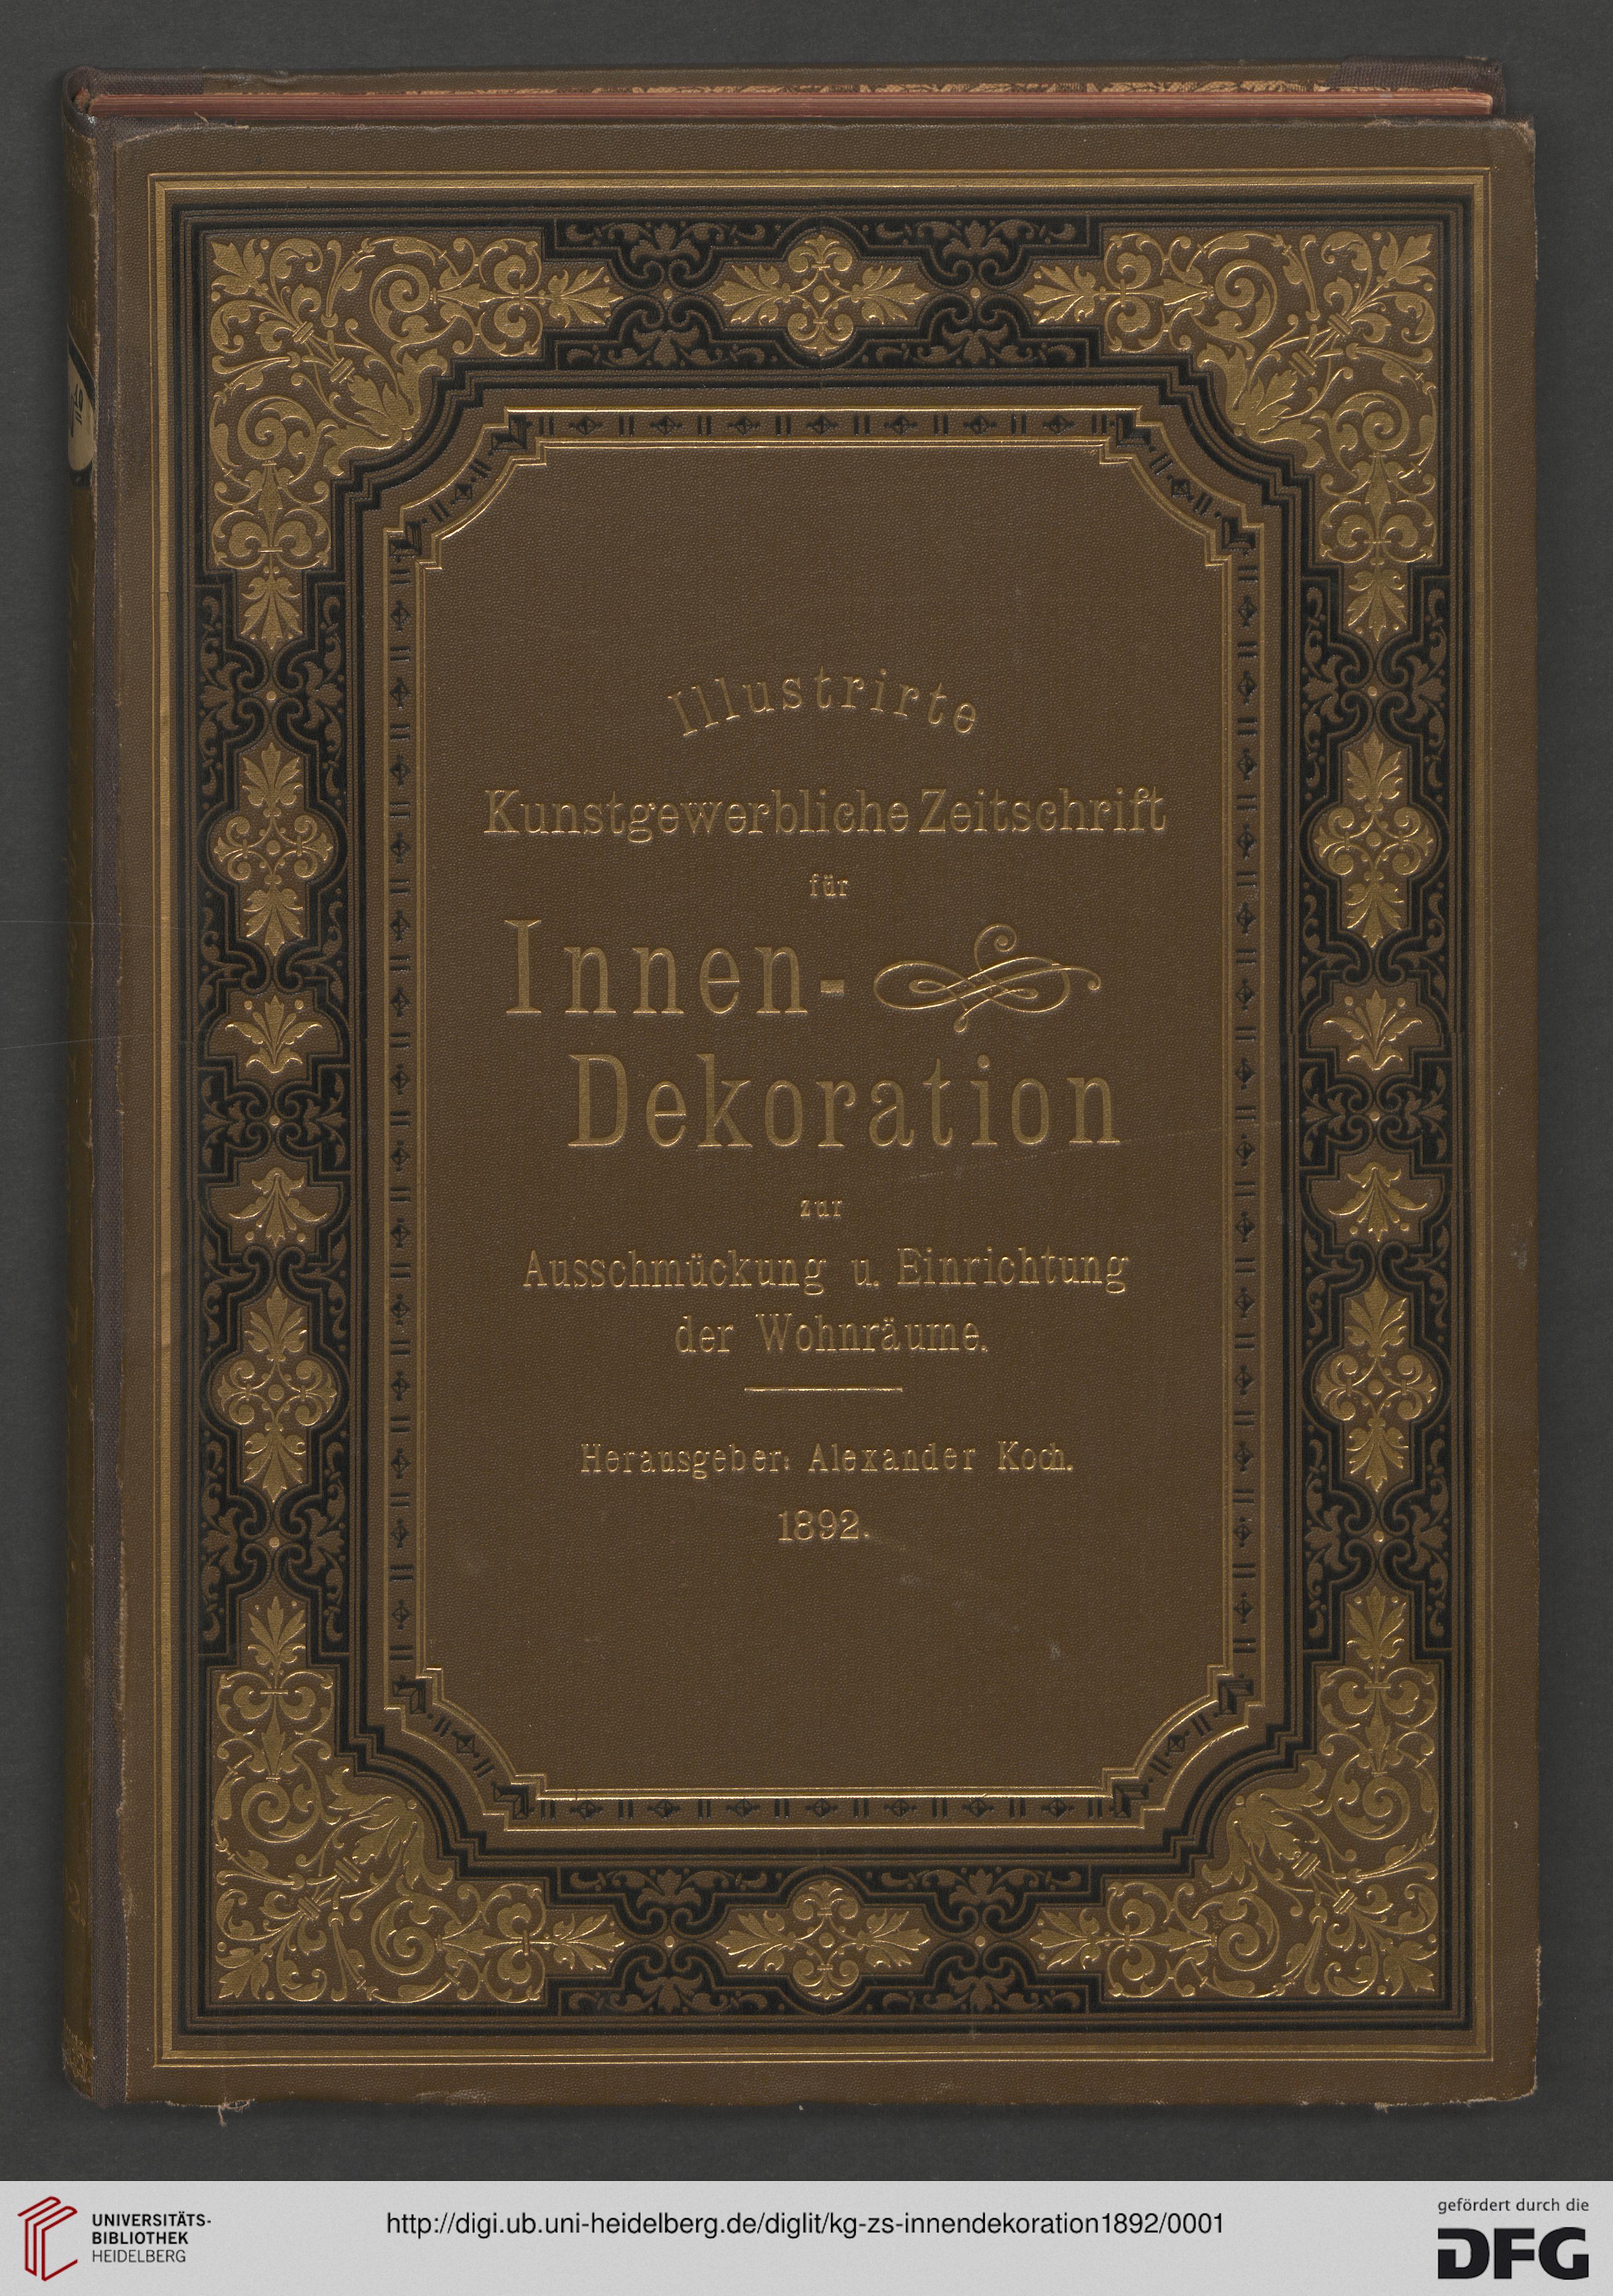 Illustrirte
Kunstgewerbliche Zeitschrift
für
Innen-
Dekoration
zur
Ausschmückung u. Einrichtung
der Wohnräume.
Herausgeber: Alexander Koch.
1892.
UNIVERSITÄTS-
BIBLIOTHEK
HEIDELBERG
http://digi.ub.uni-heidelberg.de/diglit/kg-zs-innendekoration1892/0001
gefördert durch die
DFG